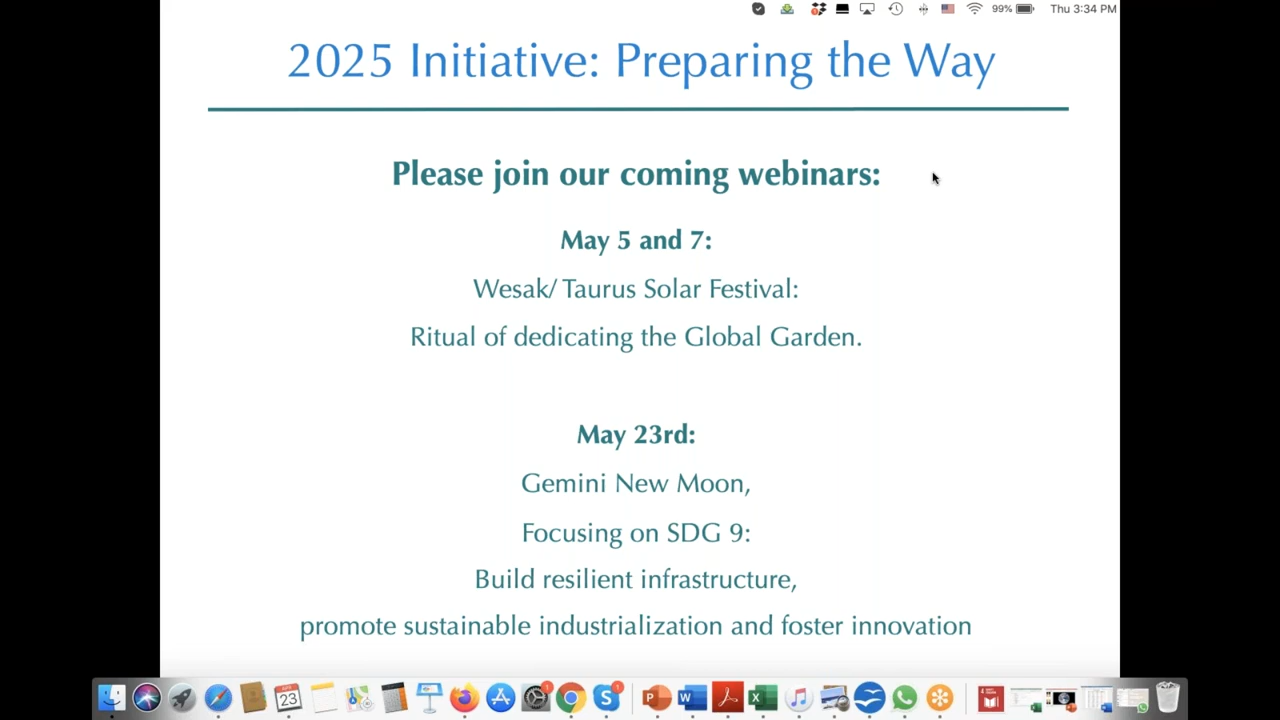 99% Thu 3:34 PM
2025 Initiative: Preparing the Way
Please join our coming webinars:
May 5 and 7:
Wesak/ Taurus Solar Festival:
Ritual of dedicating the Global Garden.
May 23rd:
Gemini New Moon,
Focusing on SDG 9:
Build resilient infrastructure,
promote sustainable industrialization and foster innovation
23